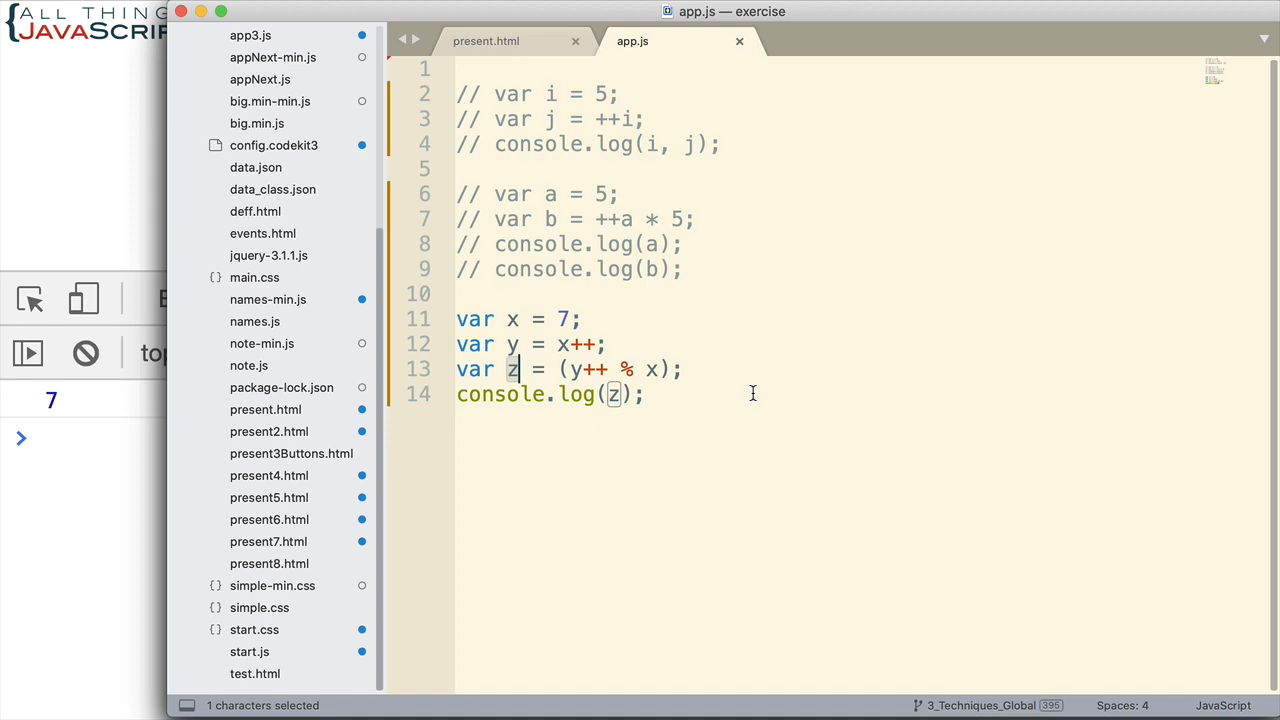 ALL THING
JAVASCRIP
app.js — exercise
present.html
app.js
app3.js
appNext-min.js
appNext.js
big.min-min.js
big.min.js
config.codekit3
data.json
data_class.json
deff.html
events.html
jquery-3.1.1.js
main.css
names-min.js
names.js
note-min.js
note.js
package-lock.json
present.html
present2.html
present3Buttons.html
present4.html
present5.html
present6.html
present7.html
present8.html
simple-min.css
simple.css
start.css
start.js
test.html
1
2 // var i = 5;
3 // var j = ++i;
4 // console.log(i, j);
5
6 // var a = 5;
7 // var b = ++a * 5;
8 // console.log(a);
9 // console.log(b);
10
11 var x = 7;
12 var y = x++;
13 var z = (y++ % x);
14 console.log(z);
top
7
1 characters selected
3_Techniques_Global 395
Spaces: 4
JavaScript